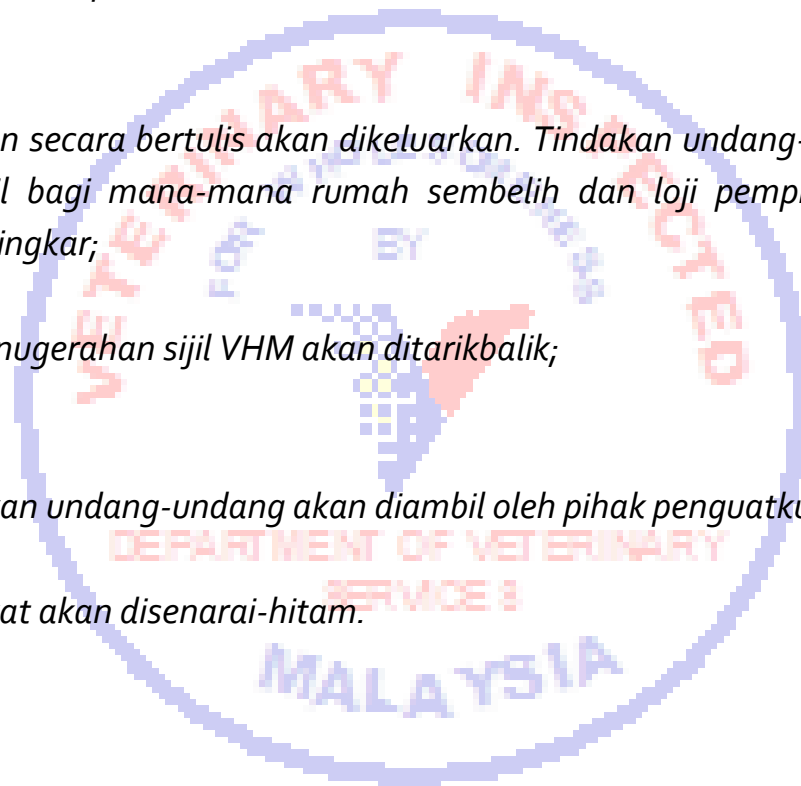 VETERINARY INSPECTED
n secara bertulis akan dikeluarkan. Tindakan undang-
l bagi mana-mana rumah sembelih dan loji pemp
ingkar;
FOR WHOLESOMENESS
BY
nugerahan sijil VHM akan ditarikbalik;
an undang-undang akan diambil oleh pihak penguatku
DEPARTMENT OF VETERINARY
SERVICES
at akan disenarai-hitam.
MALAYSIA